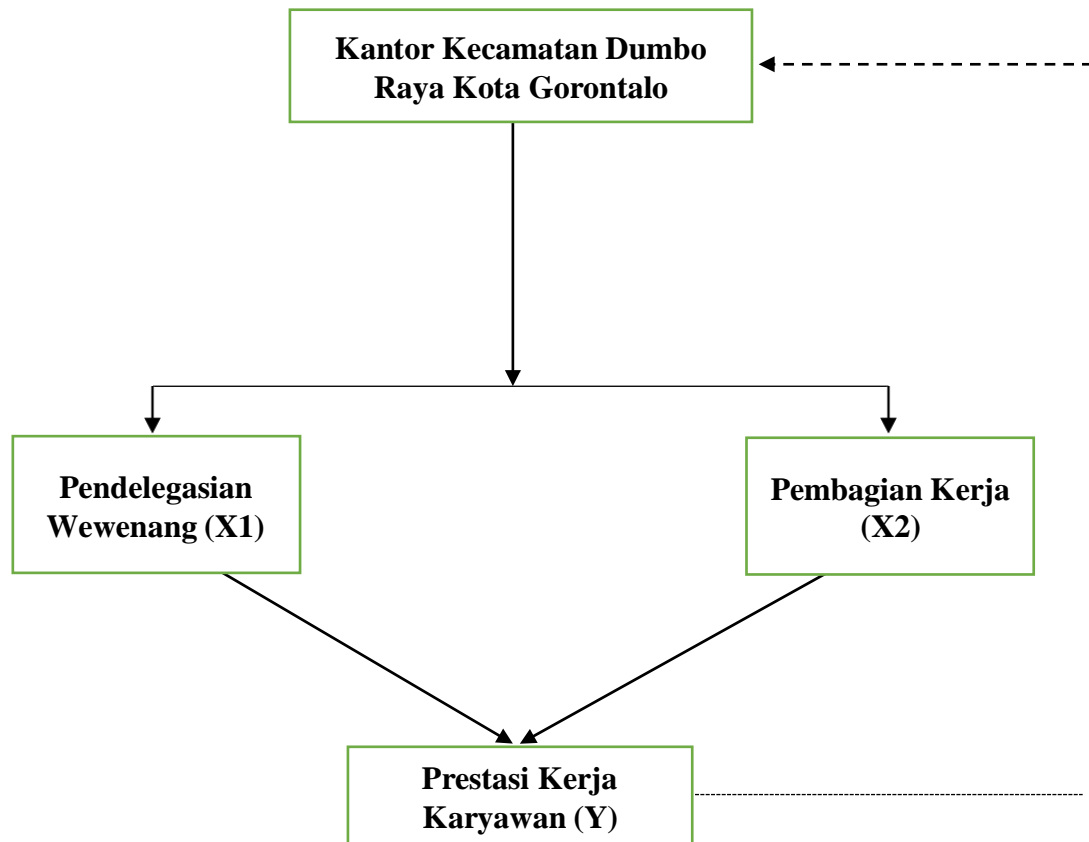 Kantor Kecamatan Dumbo
Raya Kota Gorontalo
Pendelegasian
Wewenang (X1)
Pembagian Kerja
(X2)
Prestasi Kerja
Karyawan (Y)